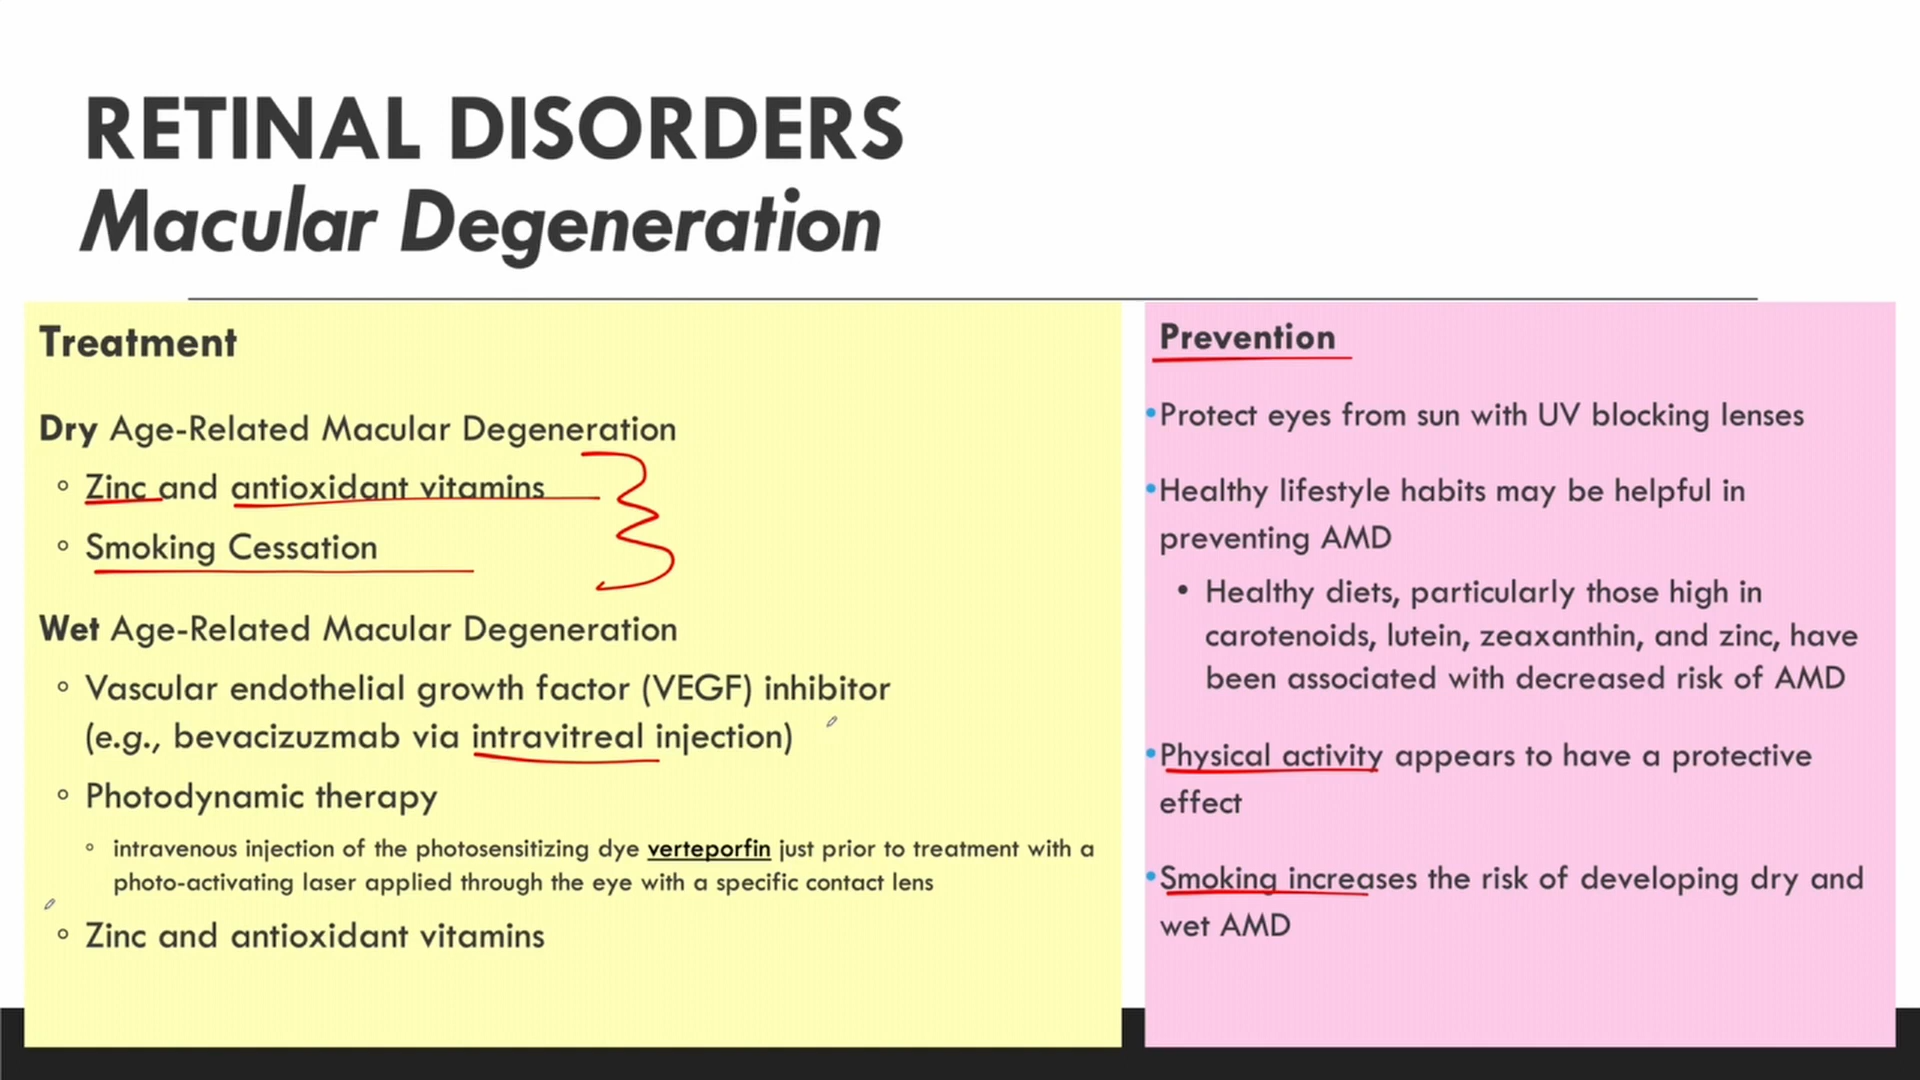 RETINAL DISORDERS
Macular Degeneration
Treatment
Dry Age-Related Macular Degeneration
◦ Zinc and antioxidant vitamins
◦ Smoking Cessation
Wet Age-Related Macular Degeneration
◦ Vascular endothelial growth factor (VEGF) inhibitor
(e.g., bevacizuzmab via intravitreal injection)
◦ Photodynamic therapy
◦ intravenous injection of the photosensitizing dye verteporfin just prior to treatment with a
photo-activating laser applied through the eye with a specific contact lens
◦ Zinc and antioxidant vitamins
Prevention
•Protect eyes from sun with UV blocking lenses
•Healthy lifestyle habits may be helpful in
preventing AMD
• Healthy diets, particularly those high in
carotenoids, lutein, zeaxanthin, and zinc, have
been associated with decreased risk of AMD
•Physical activity appears to have a protective
effect
•Smoking increases the risk of developing dry and
wet AMD